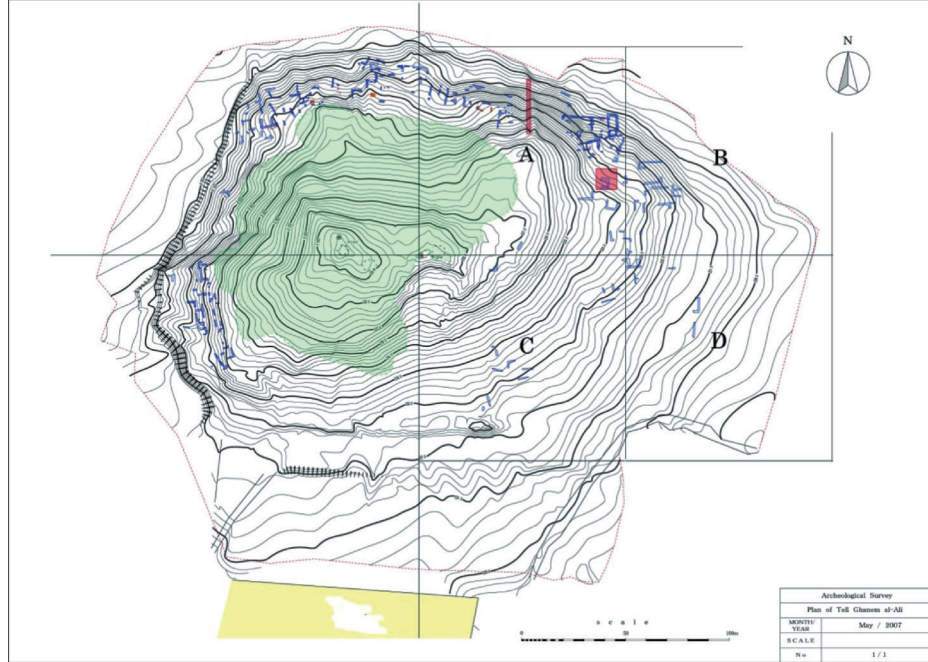 N
A
B
C
D
s c a l e
0 50 100m
Archeological Survey
Plan of Tell Ghanem al-Ali
MONTH/ YEAR May / 2007
SCALE
No 1 / 1